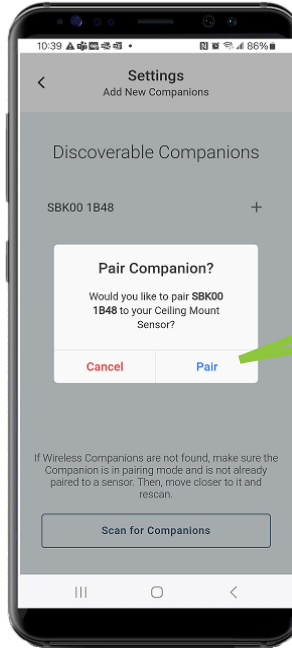 10:39
86%
Settings
Add New Companions
Discoverable Companions
SBK00 1B48
Pair Companion?
Would you like to pair SBK00
1B48 to your Ceiling Mount
Sensor?
Cancel Pair
If Wireless Companions are not found, make sure the
Companion is in pairing mode and is not already
paired to a sensor. Then, move closer to it and
rescan.
Scan for Companions